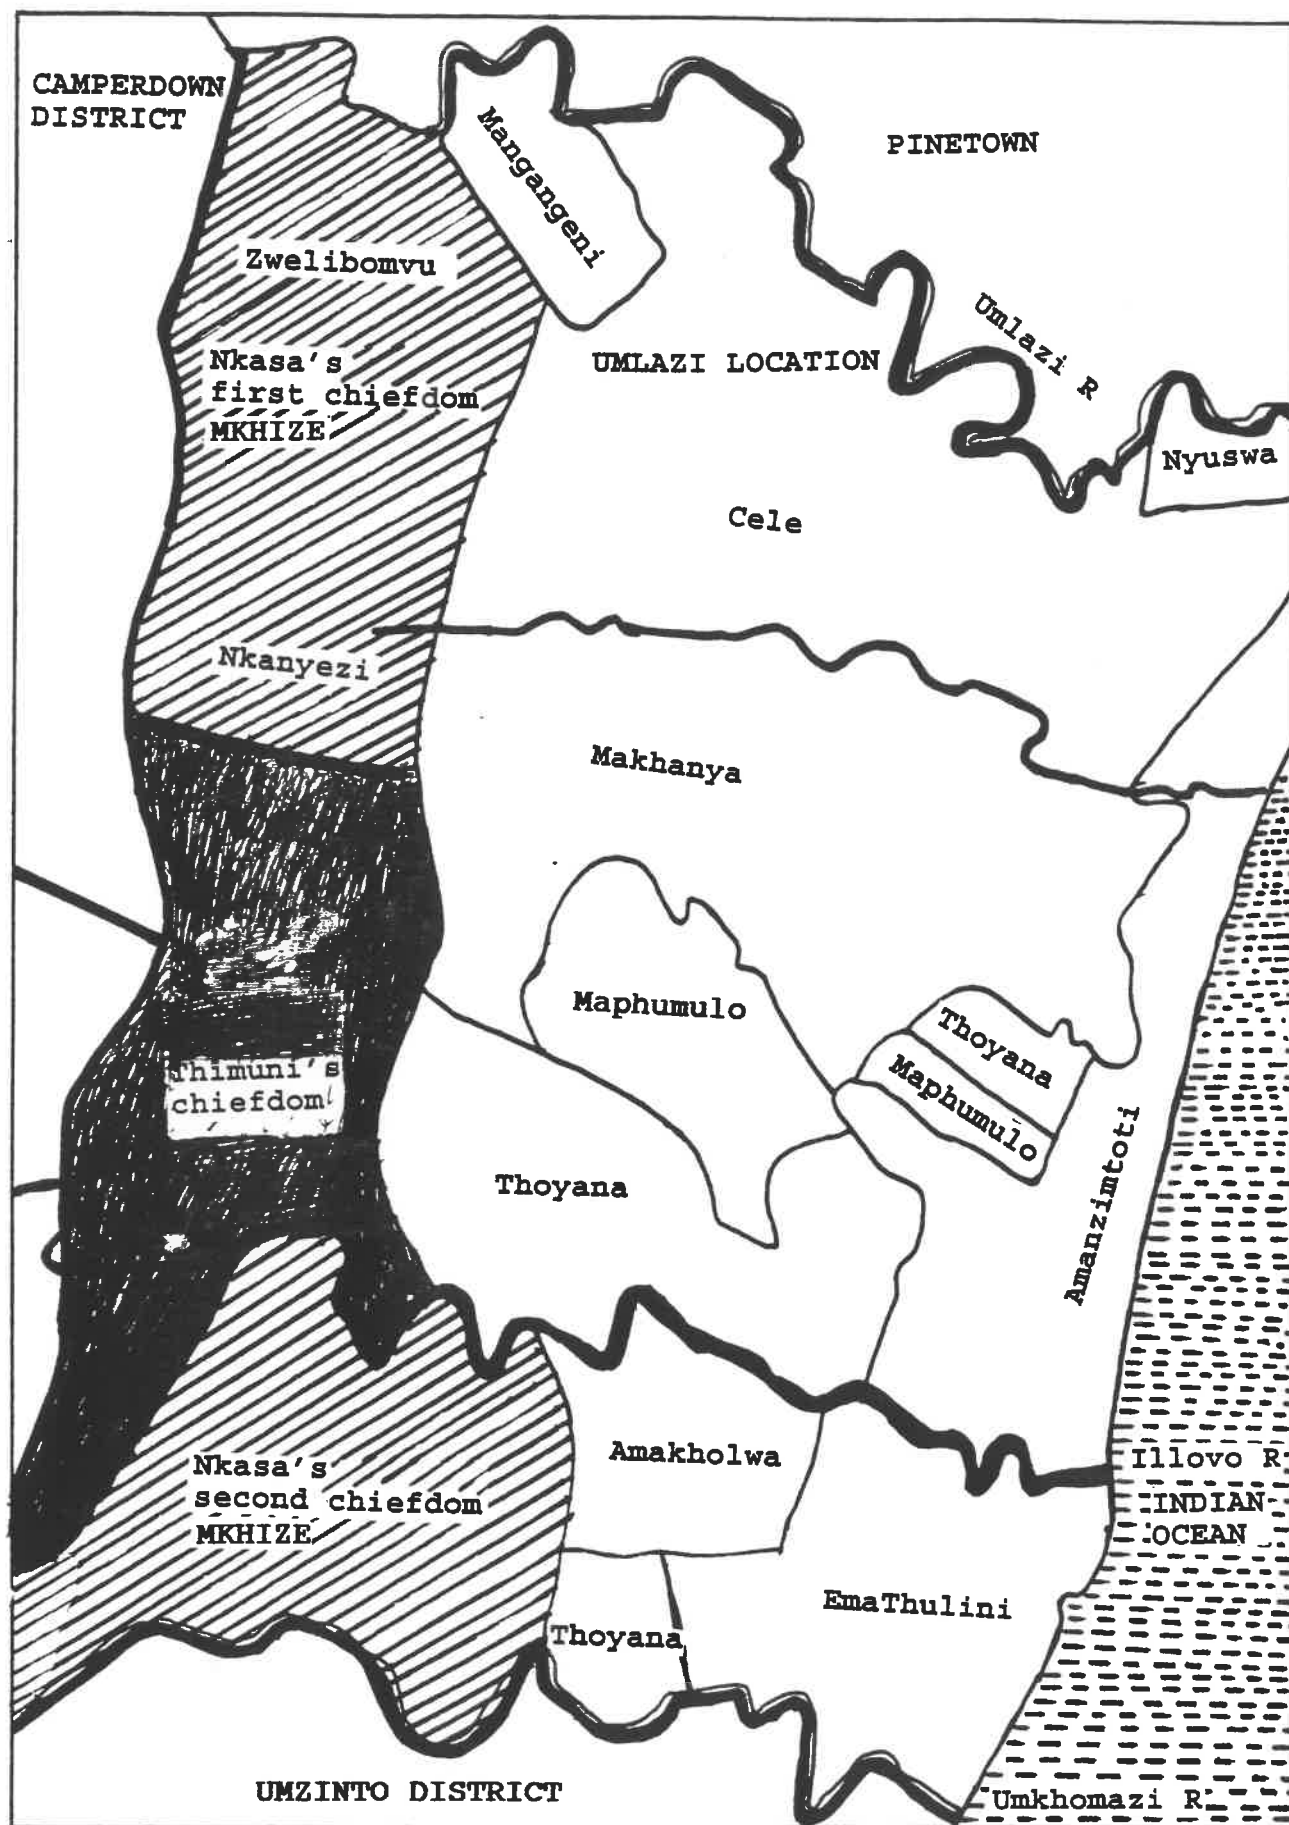 CAMPERDOWN
DISTRICT
Mangangeni
PINETOWN
Zwelibomvu
Umlazi R
Nkasa's
first chiefdom
MKHIZE
UMLAZI LOCATION
Nyuswa
Cele
Nkanyezi
Makhanya
Maphumulo
Thoyana
Maphumulo
Thimuni's
chiefdom
Thoyana
Amanzimtoti
Amakholwa
Illovo R
INDIAN
OCEAN
Nkasa's
second chiefdom
MKHIZE
EmaThulini
Thoyana
UMZINTO DISTRICT
Umkhomazi R